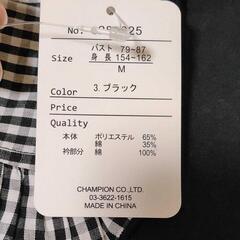 No:
Size
バスト 79~87
身長 154~162
M
Color 3.ブラック
Price
Quality
本体 ポリエステル 65%
綿 35%
衿部分 綿 100%
CHAMPION CO.,LTD.
03-3622-1615
MADE IN CHINA